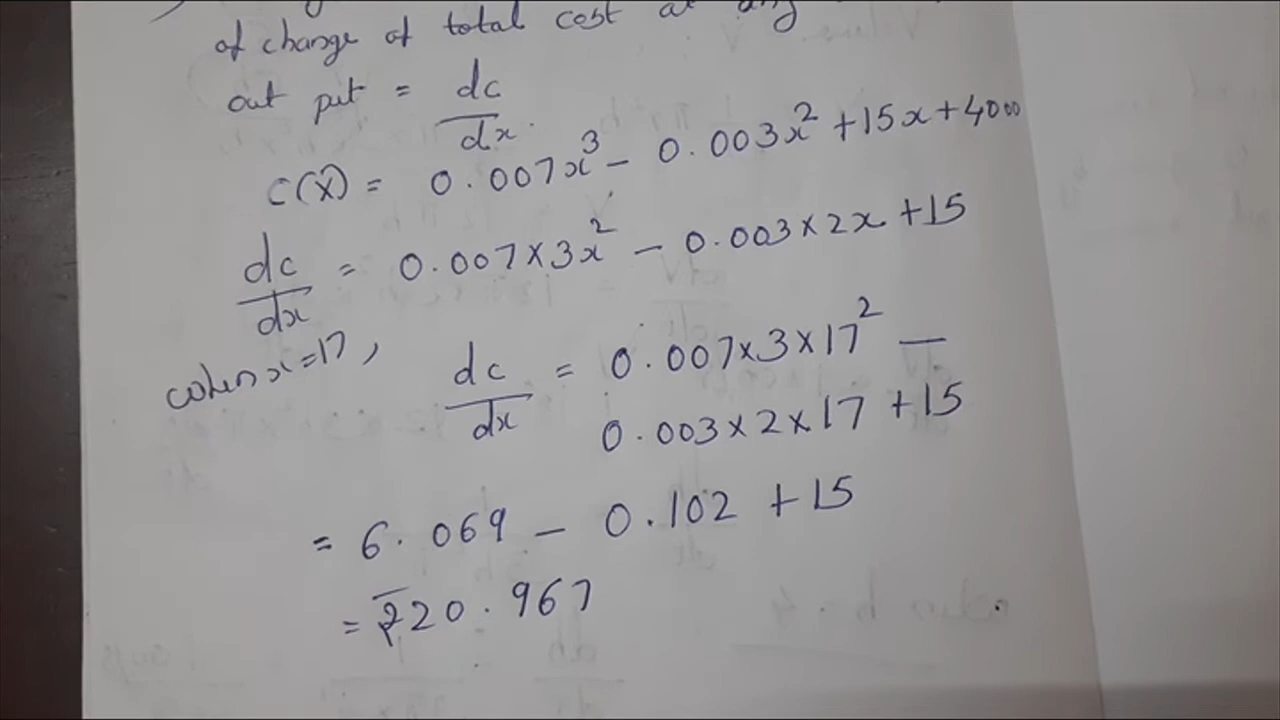 of change of total cost at any
out put = dc/dx.
C(x) = 0.007x³ – 0.003x² +15x+4000
dc/dx = 0.007×3x² – 0.003×2x +15
when x=17, dc/dx = 0.007×3×17² –
0.003×2×17 +15
= 6.069 – 0.102 +15
= ₹20.967